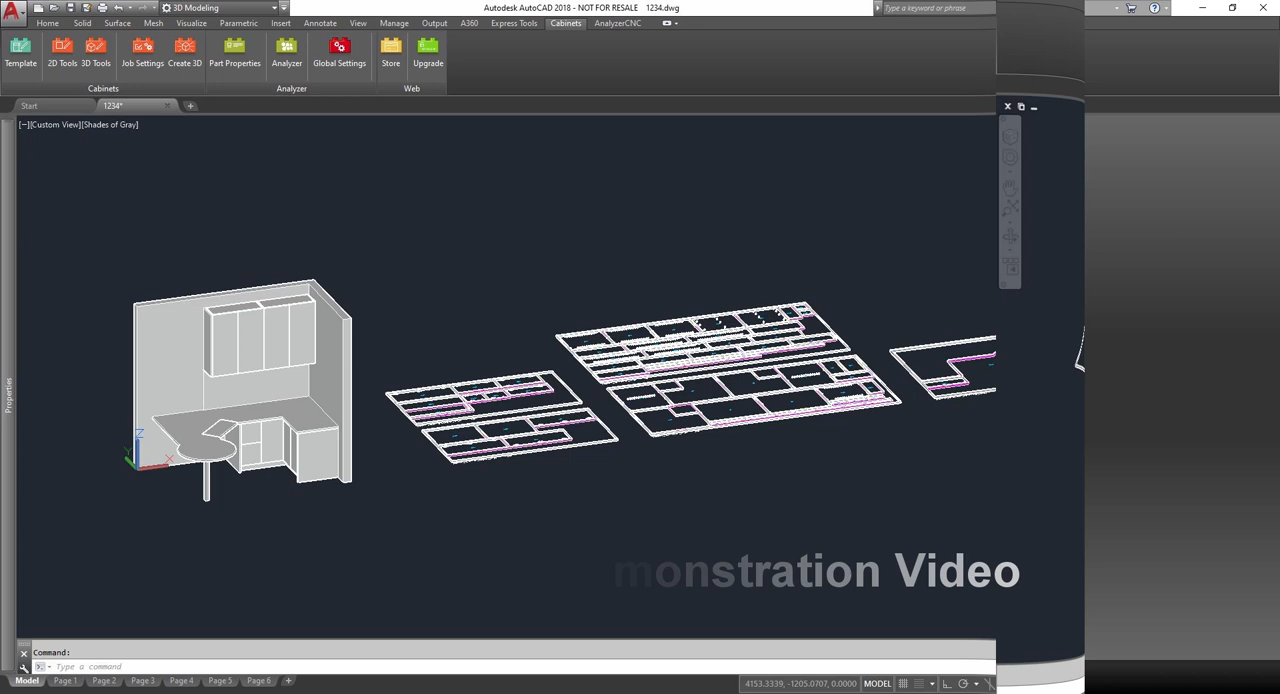 3D Modeling
Autodesk AutoCAD 2018 - NOT FOR RESALE 1234.dwg
Type a keyword or phrase
Home Solid Surface Mesh Visualize Parametric Insert Annotate View Manage Output A360 Express Tools Cabinets AnalyzerCNC
Template 2D Tools 3D Tools Job Settings Create 3D Part Properties Analyzer Global Settings Store Upgrade
Cabinets Analyzer Web
Start 1234*
[−][Custom View][Shades of Gray]
Properties
Z
Y
X
monstration Video
Command:
Type a command
Model Page 1 Page 2 Page 3 Page 4 Page 5 Page 6
4153.3339, -1205.0707, 0.0000 MODEL